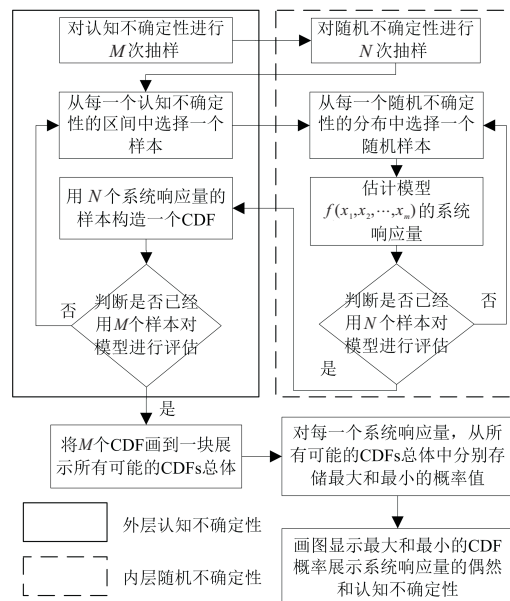 对认知不确定性进行
M次抽样
对随机不确定性进行
N次抽样
从每一个认知不确定
性的区间中选择一个
样本
从每一个随机不确定
性的分布中选择一个
随机样本
用 N个系统响应量的
样本构造一个CDF
估计模型
f(x₁,x₂,⋯,xₘ)的系统
响应量
否
判断是否已经
用M个样本对
模型进行评估
判断是否已经
用N个样本对
模型进行评估
否
是
是
将M个CDF画到一块展
示所有可能的CDFs总体
对每一个系统响应量，从所
有可能的CDFs总体中分别存
储最大和最小的概率值
外层认知不确定性
内层随机不确定性
画图显示最大和最小的CDF
概率展示系统响应量的偶然
和认知不确定性